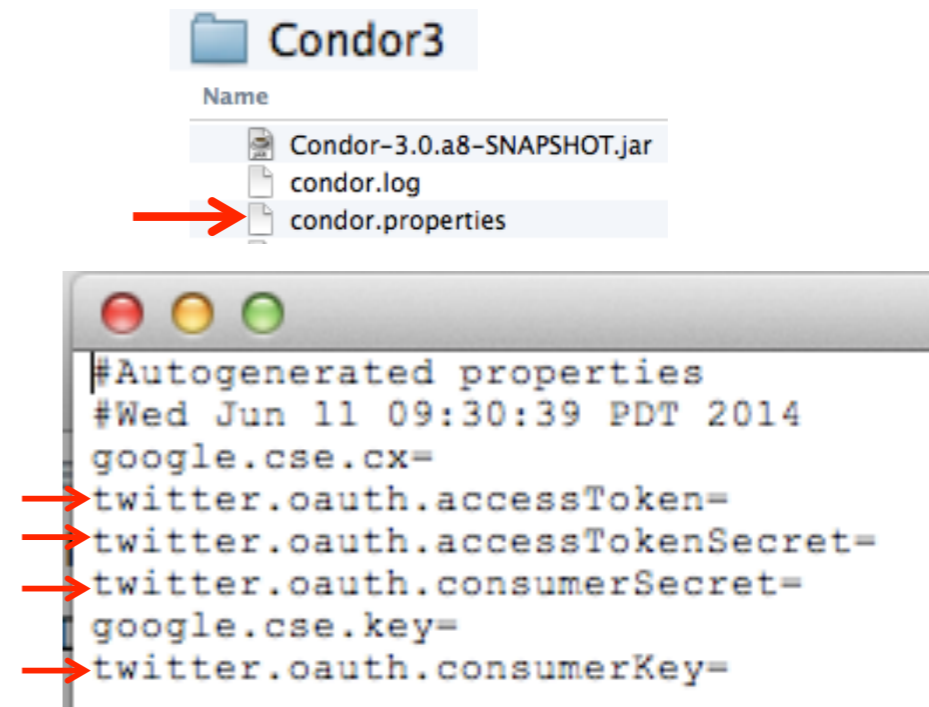 Condor3
Name
Condor-3.0.a8-SNAPSHOT.jar
condor.log
condor.properties
#Autogenerated properties
#Wed Jun 11 09:30:39 PDT 2014
google.cse.cx=
twitter.oauth.accessToken=
twitter.oauth.accessTokenSecret=
twitter.oauth.consumerSecret=
google.cse.key=
twitter.oauth.consumerKey=